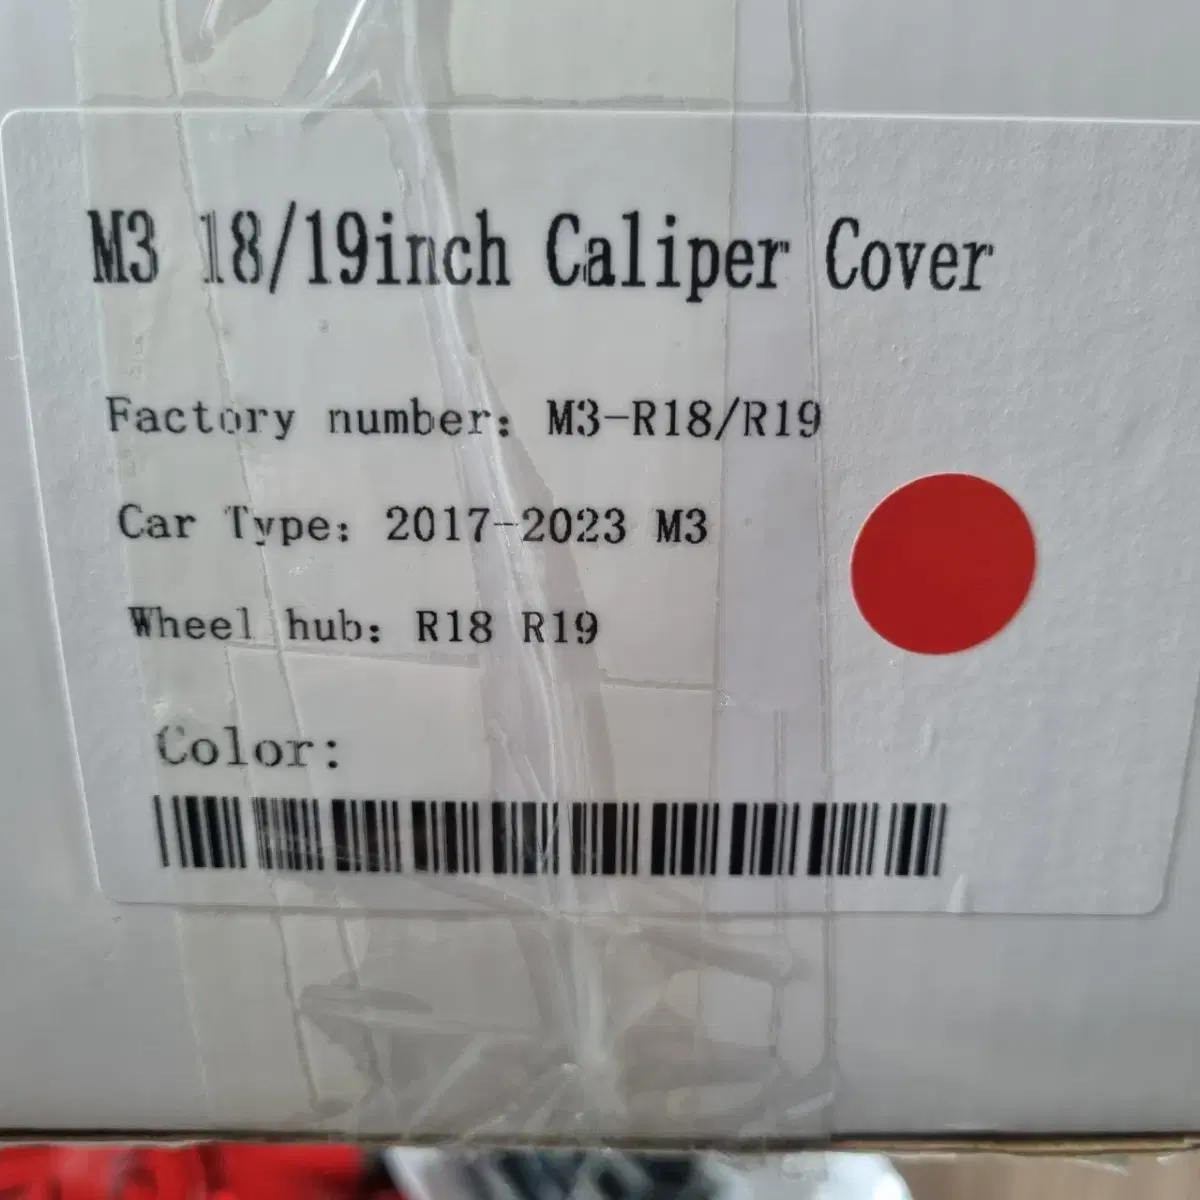 M3 18/19inch Caliper Cover
Factory number: M3-R18/R19
Car Type: 2017-2023 M3
Wheel hub: R18 R19
Color: